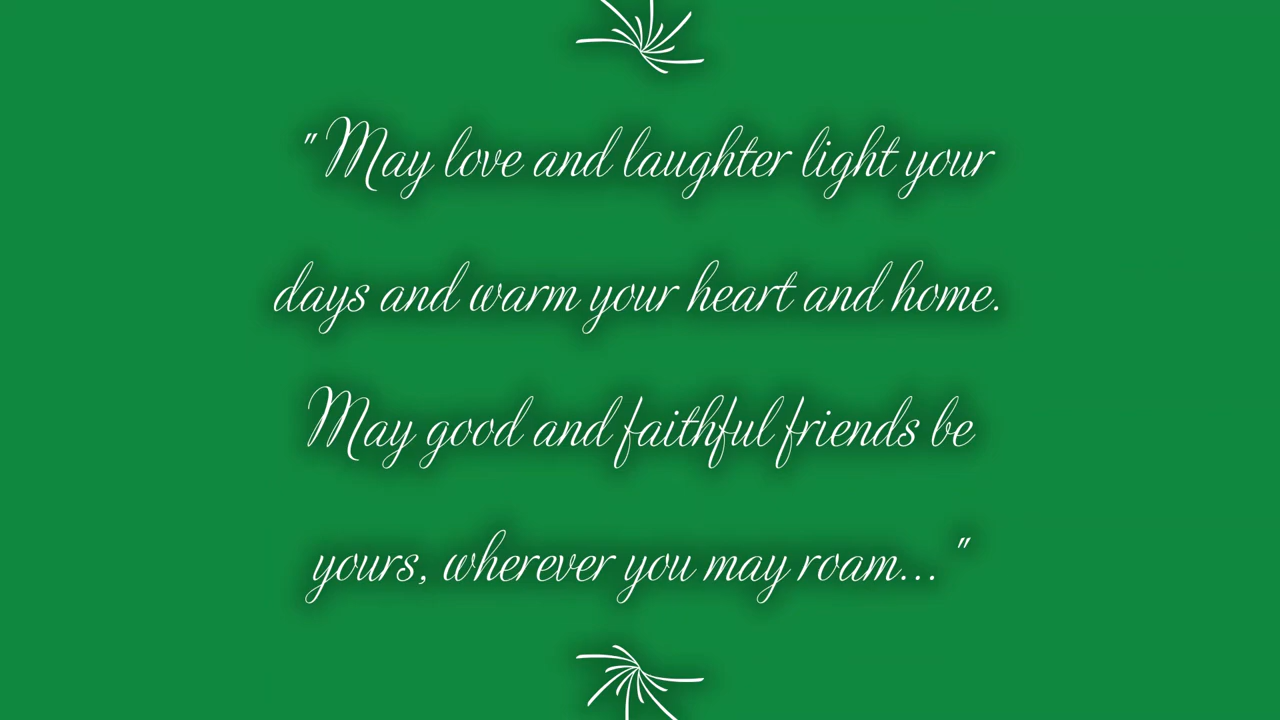 "May love and laughter light your
days and warm your heart and home.
May good and faithful friends be
yours, wherever you may roam... "